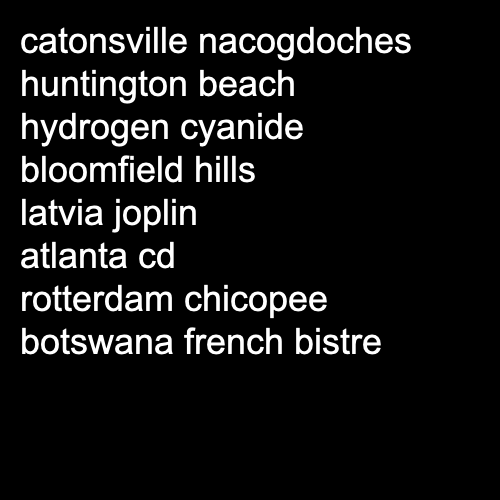 catonsville nacogdoches
huntington beach
hydrogen cyanide
bloomfield hills
latvia joplin
atlanta cd
rotterdam chicopee
botswana french bistre